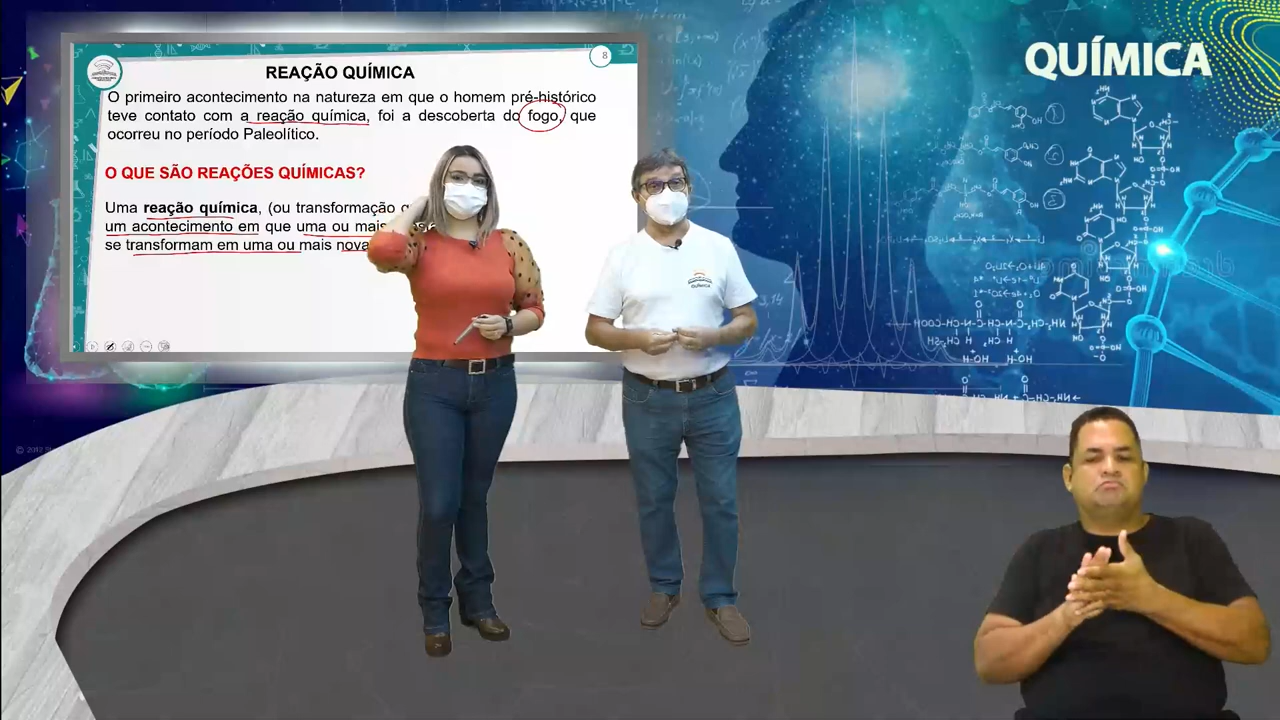 QUÍMICA
8
REAÇÃO QUÍMICA
O primeiro acontecimento na natureza em que o homem pré-histórico
teve contato com a reação química, foi a descoberta do fogo, que
ocorreu no período Paleolítico.
O QUE SÃO REAÇÕES QUÍMICAS?
Uma reação química, (ou transformação
um acontecimento em que uma ou mais
se transformam em uma ou mais
QUÍMICA